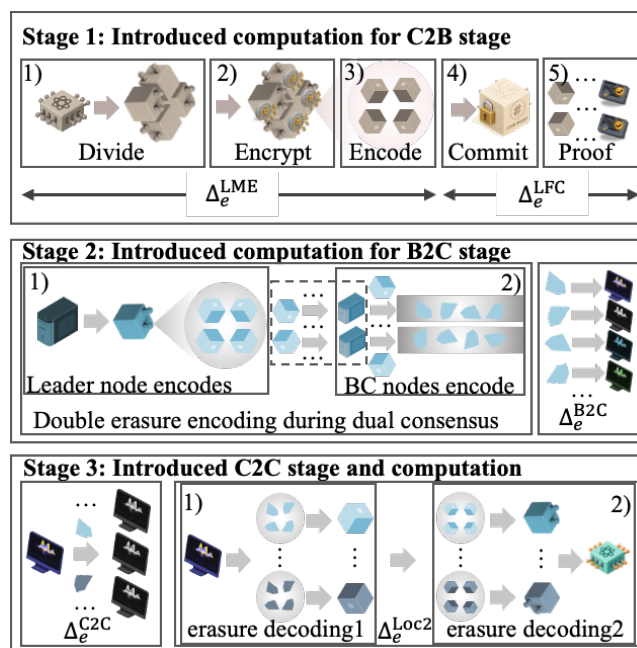 Stage 1: Introduced computation for C2B stage
1) 2) 3) 4) 5)
Divide Encrypt Encode Commit Proof
Δ_e^LME Δ_e^LFC
Stage 2: Introduced computation for B2C stage
1) 2)
Leader node encodes BC nodes encode
Double erasure encoding during dual consensus
Δ_e^B2C
Stage 3: Introduced C2C stage and computation
1) 2)
Δ_e^C2C
erasure decoding1 Δ_e^Loc2 erasure decoding2